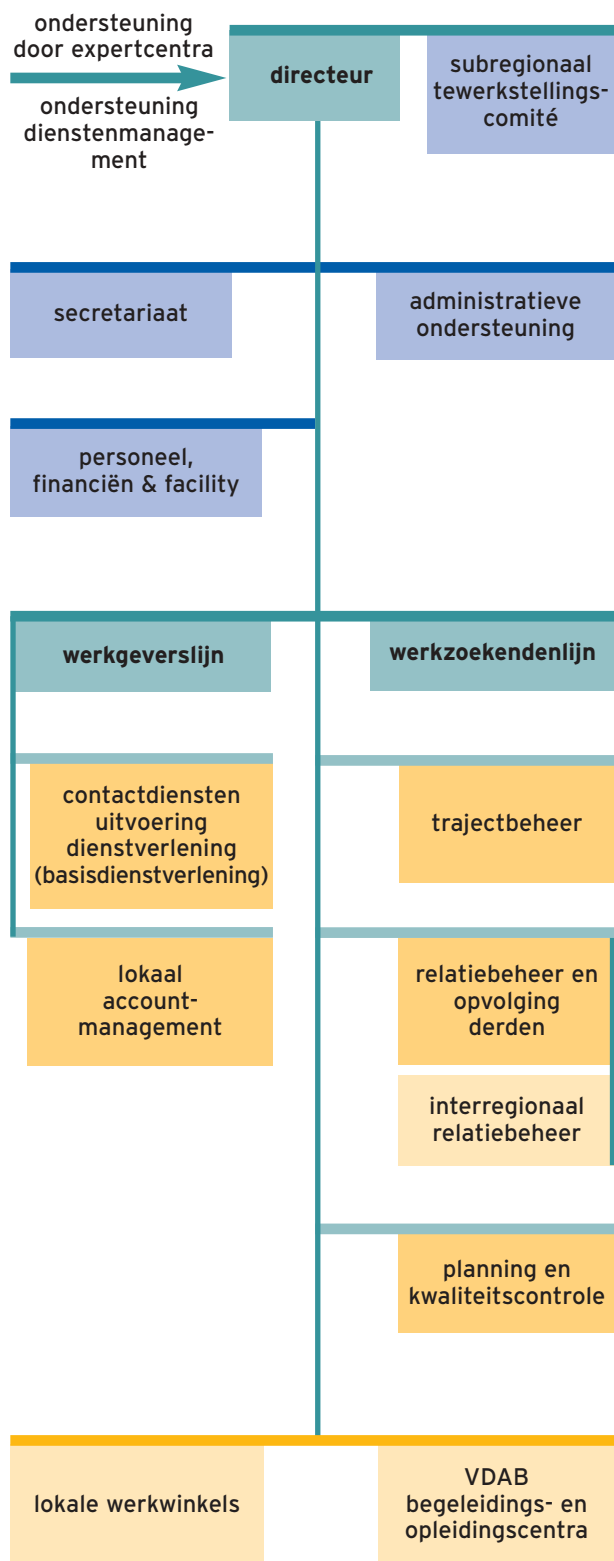 ondersteuning
door expertcentra
ondersteuning
dienstenmanage-
ment
directeur
subregionaal
tewerkstellings-
comité
secretariaat
administratieve
ondersteuning
personeel,
financiën & facility
werkgeverslijn
werkzoekendenlijn
contactdiensten
uitvoering
dienstverlening
(basisdienstverlening)
trajectbeheer
lokaal
account-
management
relatiebeheer en
opvolging
derden
interregionaal
relatiebeheer
planning en
kwaliteitscontrole
lokale werkwinkels
VDAB
begeleidings- en
opleidingscentra